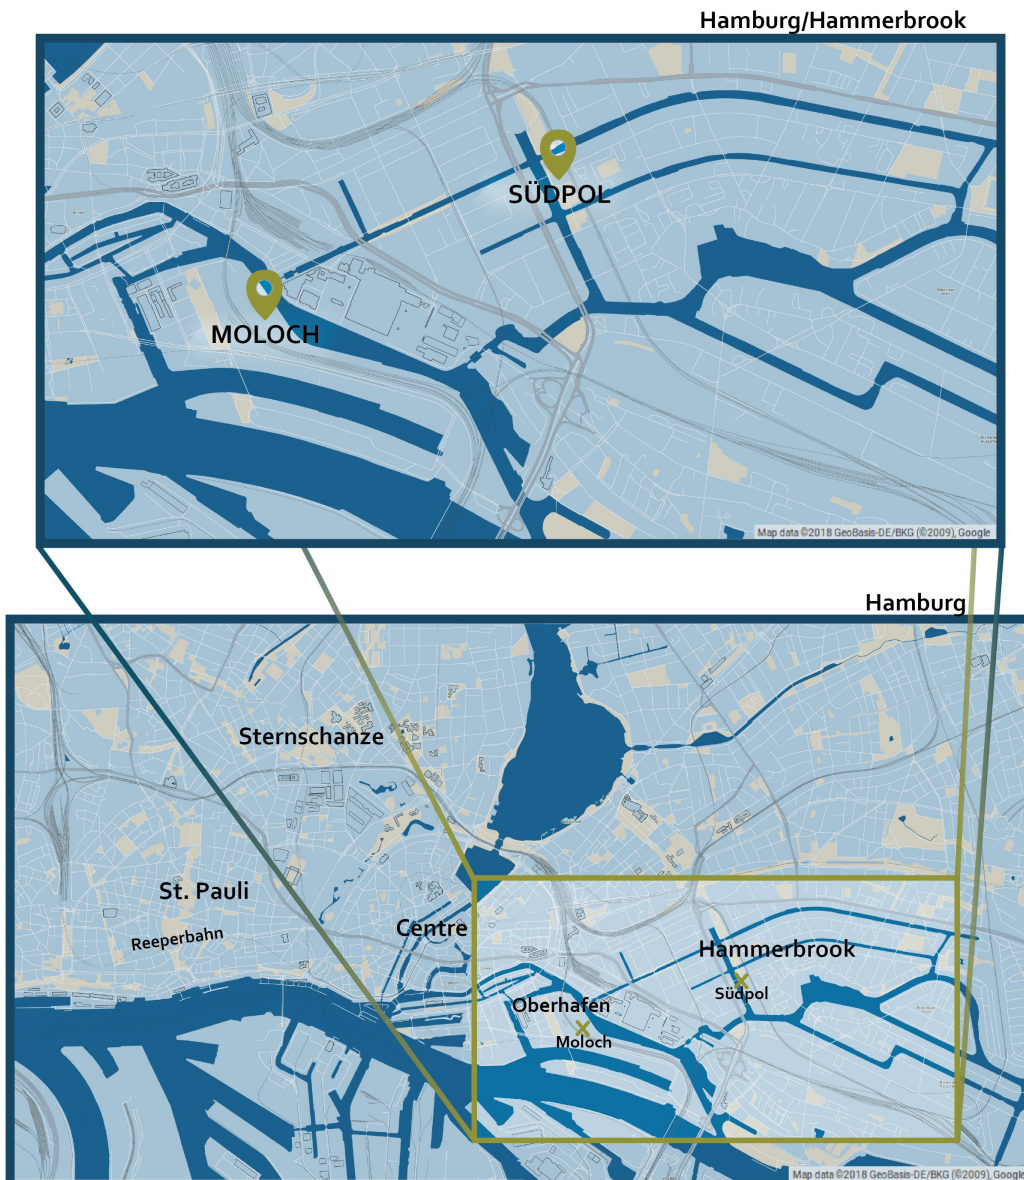 Hamburg/Hammerbrook
SÜDPOL
MOLOCH
Map data ©2018 GeoBasis-DE/BKG (©2009), Google
Hamburg
Sternschanze
St. Pauli
Reeperbahn
Centre
Hammerbrook
Südpol
Oberhafen
Moloch
Map data ©2018 GeoBasis-DE/BKG (©2009), Google